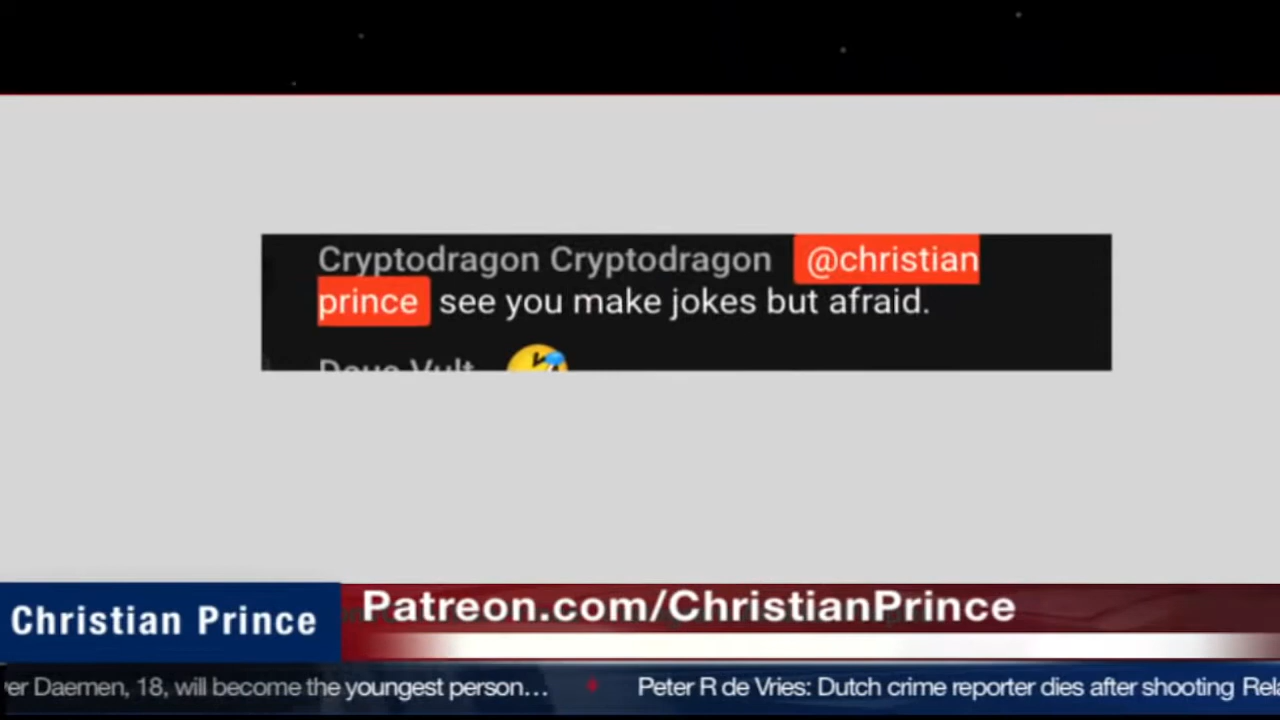 Cryptodragon Cryptodragon @christian
prince see you make jokes but afraid.
Deus Vult
Christian Prince
Patreon.com/ChristianPrince
er Daemen, 18, will become the youngest person... Peter R de Vries: Dutch crime reporter dies after shooting Rela